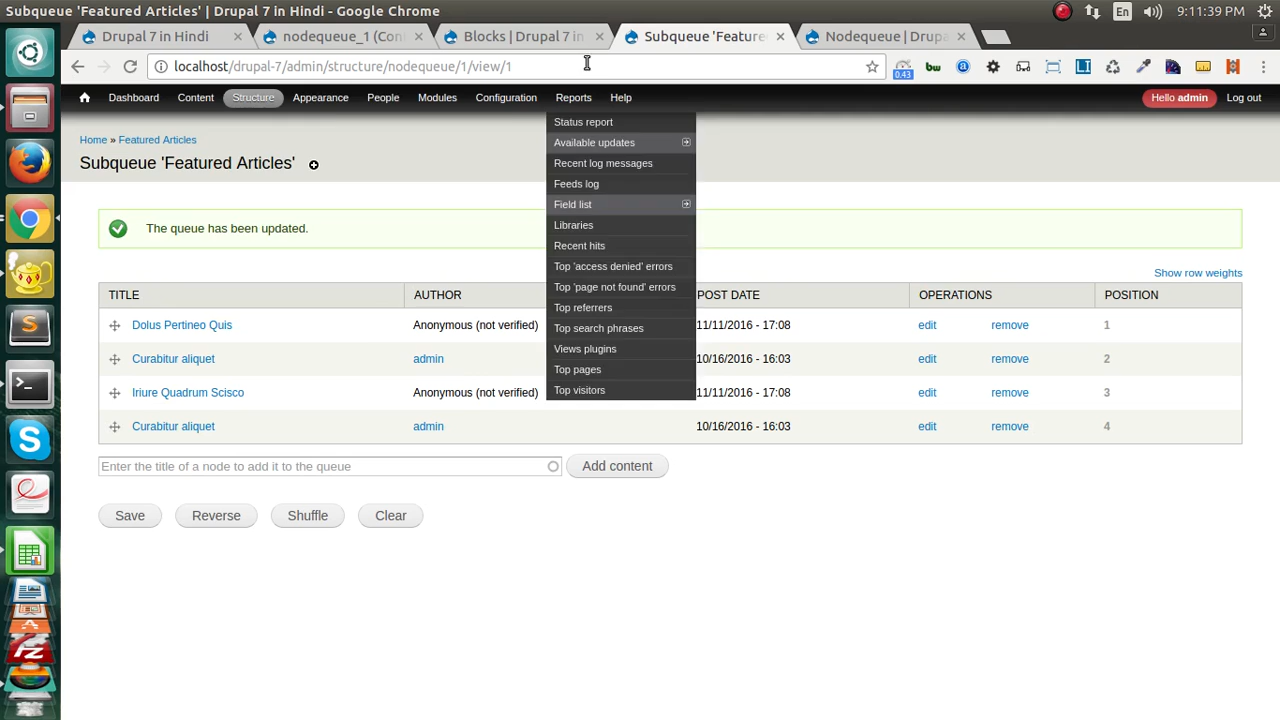 Subqueue 'Featured Articles' | Drupal 7 in Hindi - Google Chrome
En
9:11:39 PM
Drupal 7 in Hindi
nodequeue_1 (Con
Blocks | Drupal 7 in
Subqueue 'Feature
Nodequeue | Drupa
localhost/drupal-7/admin/structure/nodequeue/1/view/1
0.43
bw
Dashboard
Content
Structure
Appearance
People
Modules
Configuration
Reports
Help
Hello admin
Log out
Status report
Available updates
Recent log messages
Feeds log
Field list
Libraries
Recent hits
Top 'access denied' errors
Top 'page not found' errors
Top referrers
Top search phrases
Views plugins
Top pages
Top visitors
Home » Featured Articles
Subqueue 'Featured Articles'
The queue has been updated.
Show row weights
TITLE AUTHOR POST DATE OPERATIONS POSITION
Dolus Pertineo Quis Anonymous (not verified) 11/11/2016 - 17:08 edit remove 1
Curabitur aliquet admin 10/16/2016 - 16:03 edit remove 2
Iriure Quadrum Scisco Anonymous (not verified) 11/11/2016 - 17:08 edit remove 3
Curabitur aliquet admin 10/16/2016 - 16:03 edit remove 4
Enter the title of a node to add it to the queue
Add content
Save
Reverse
Shuffle
Clear